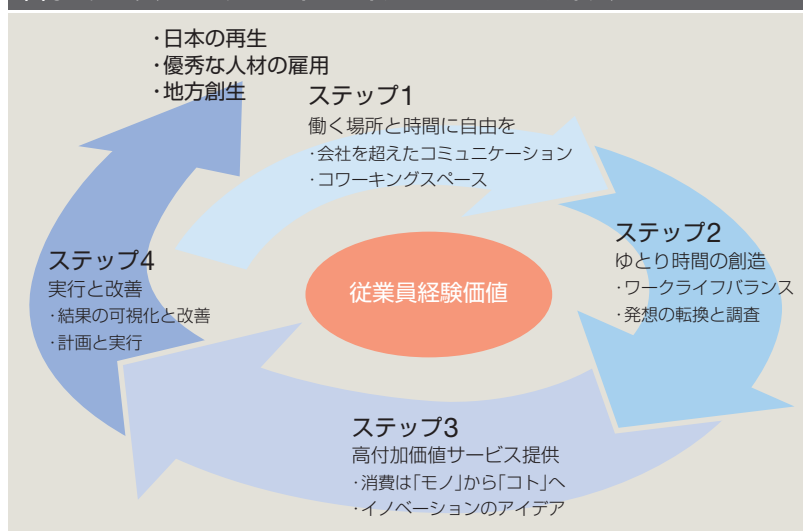 ・日本の再生
・優秀な人材の雇用
・地方創生
ステップ1
働く場所と時間に自由を
・会社を超えたコミュニケーション
・コワーキングスペース
ステップ2
ゆとり時間の創造
・ワークライフバランス
・発想の転換と調査
ステップ4
実行と改善
・結果の可視化と改善
・計画と実行
従業員経験価値
ステップ3
高付加価値サービス提供
・消費は｢モノ｣から｢コト｣へ
・イノベーションのアイデア